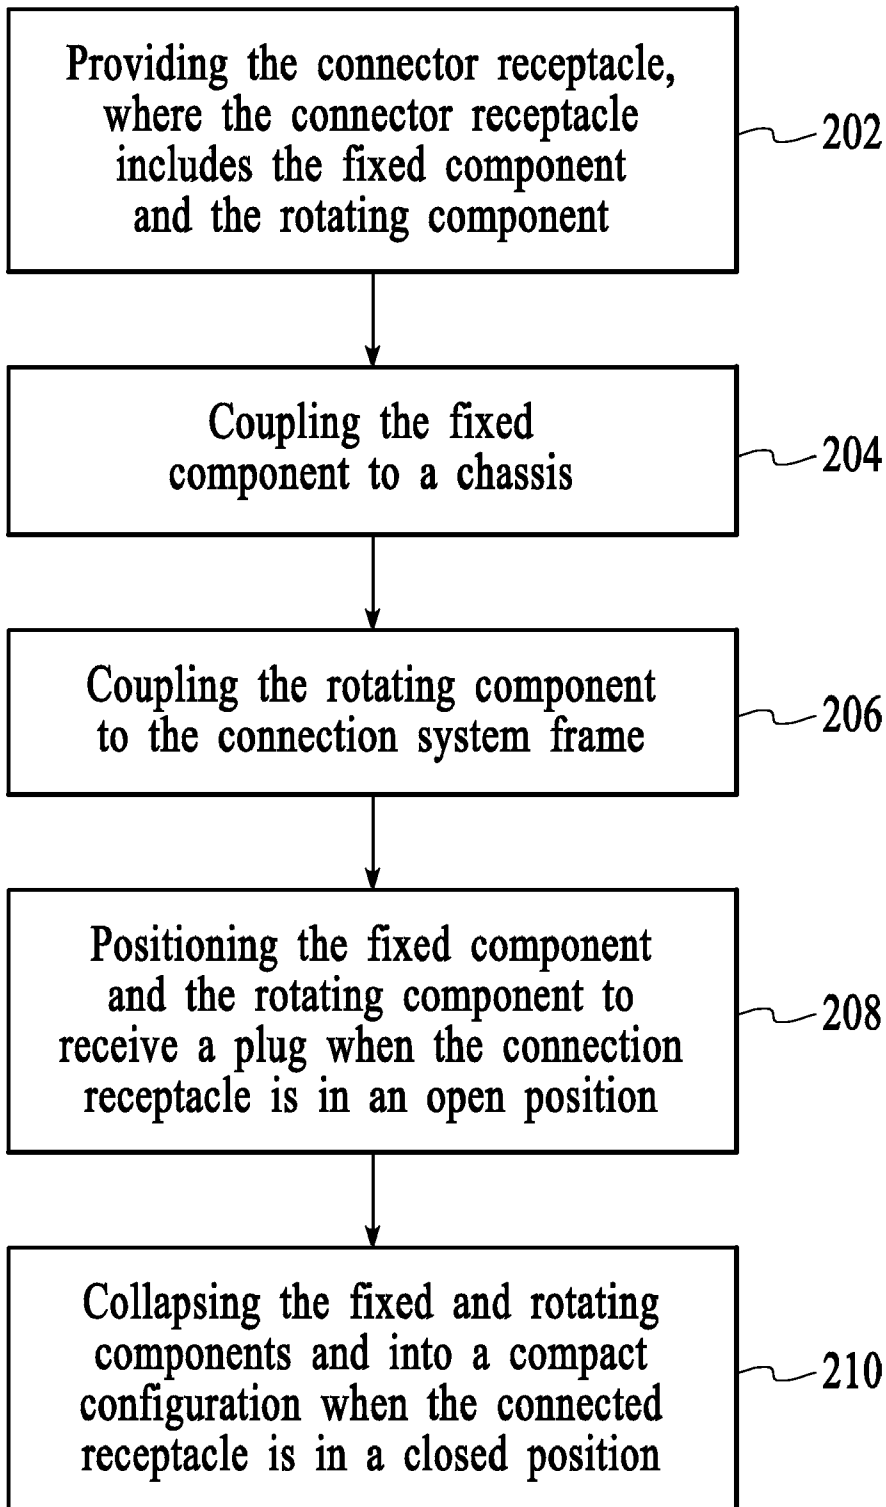 Providing the connector receptacle,
where the connector receptacle
includes the fixed component
and the rotating component
202
Coupling the fixed
component to a chassis
204
Coupling the rotating component
to the connection system frame
206
Positioning the fixed component
and the rotating component to
receive a plug when the connection
receptacle is in an open position
208
Collapsing the fixed and rotating
components and into a compact
configuration when the connected
receptacle is in a closed position
210